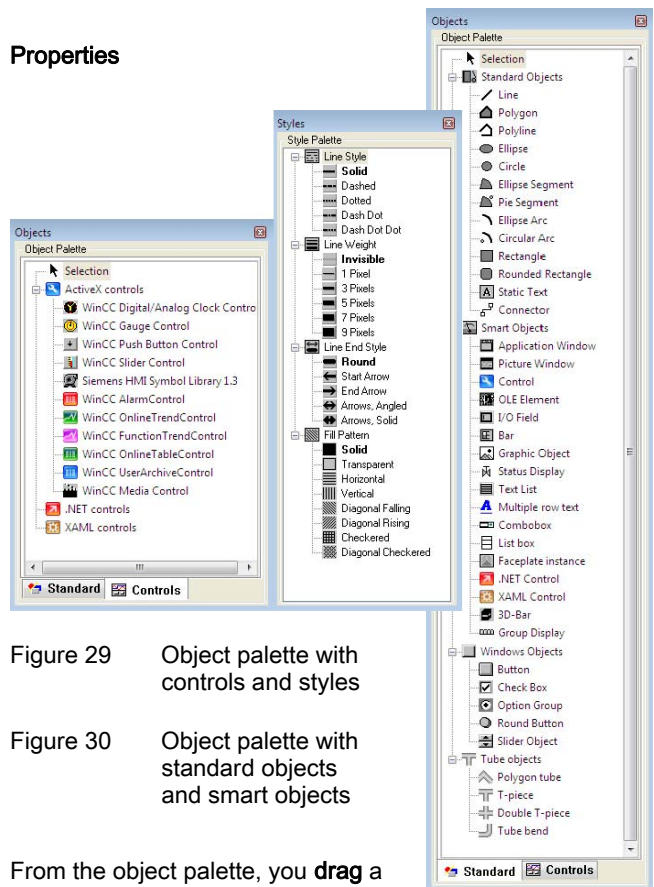 Properties
Objects
Object Palette
Selection
ActiveX controls
WinCC Digital/Analog Clock Contro
WinCC Gauge Control
WinCC Push Button Control
WinCC Slider Control
Siemens HMI Symbol Library 1.3
WinCC AlarmControl
WinCC OnlineTrendControl
WinCC FunctionTrendControl
WinCC OnlineTableControl
WinCC UserArchiveControl
WinCC Media Control
.NET controls
XAML controls
Standard Controls
Styles
Style Palette
Line Style
Solid
Dashed
Dotted
Dash Dot
Dash Dot Dot
Line Weight
Invisible
1 Pixel
3 Pixels
5 Pixels
7 Pixels
9 Pixels
Line End Style
Round
Start Arrow
End Arrow
Arrows, Angled
Arrows, Solid
Fill Pattern
Solid
Transparent
Horizontal
Vertical
Diagonal Falling
Diagonal Rising
Checkered
Diagonal Checkered
Objects
Object Palette
Selection
Standard Objects
Line
Polygon
Polyline
Ellipse
Circle
Ellipse Segment
Pie Segment
Ellipse Arc
Circular Arc
Rectangle
Rounded Rectangle
A Static Text
Connector
Smart Objects
Application Window
Picture Window
Control
OLE Element
I/O Field
Bar
Graphic Object
Status Display
Text List
A Multiple row text
Combobox
List box
Faceplate instance
.NET Control
XAML Control
3D-Bar
Group Display
Windows Objects
Button
Check Box
Option Group
Round Button
Slider Object
Tube objects
Polygon tube
T-piece
Double T-piece
Tube bend
Standard Controls
Figure 29 Object palette with
controls and styles
Figure 30 Object palette with
standard objects
and smart objects
From the object palette, you drag a